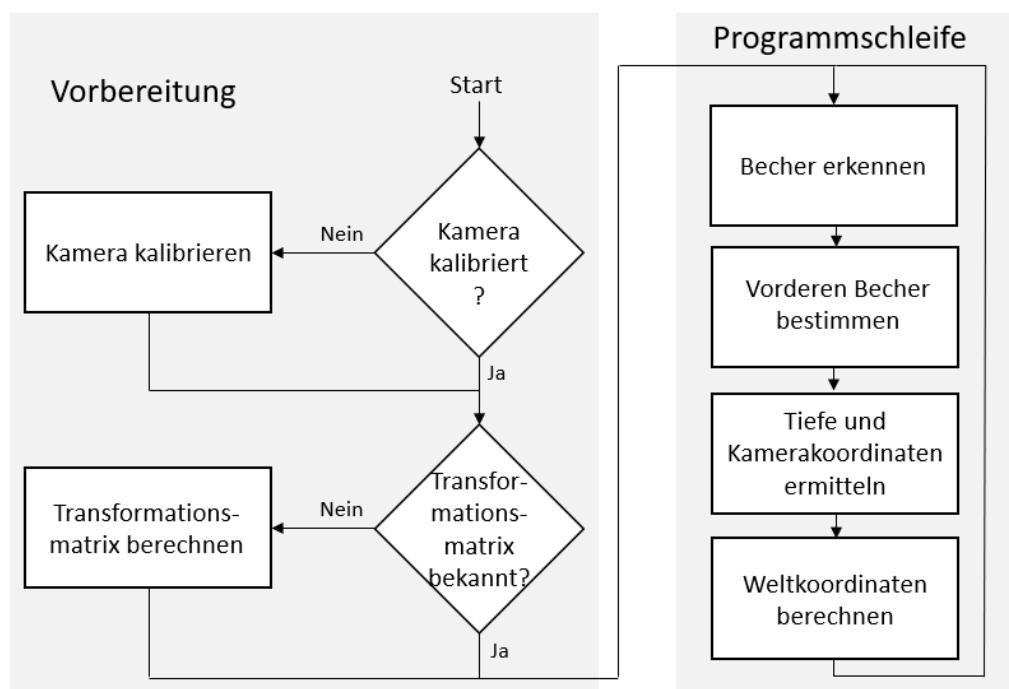 Vorbereitung
Start
Kamera
kalibriert
?
Nein
Kamera kalibrieren
Ja
Transfor-
mations-
matrix
bekannt?
Nein
Transformations-
matrix berechnen
Ja
Programmschleife
Becher erkennen
Vorderen Becher
bestimmen
Tiefe und
Kamerakoordinaten
ermitteln
Weltkoordinaten
berechnen